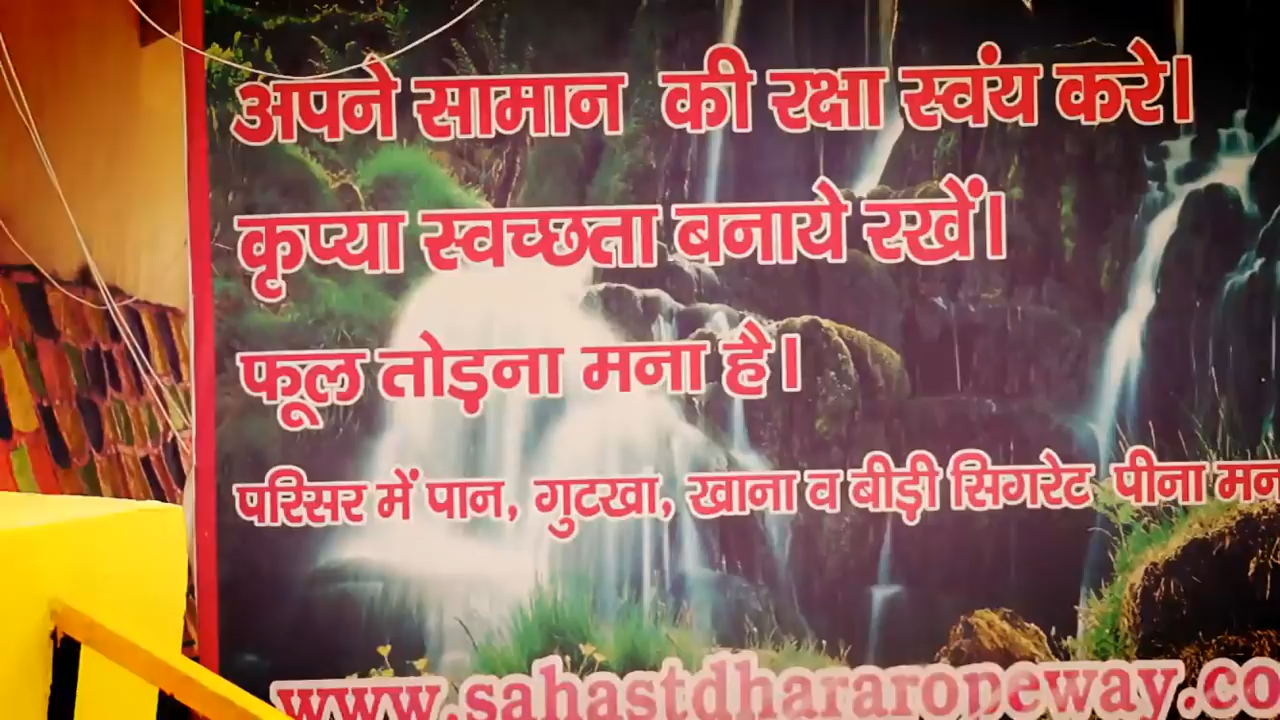 अपने सामान की रक्षा स्वंय करे।
कृप्या स्वच्छता बनाये रखें।
फूल तोड़ना मना है।
परिसर में पान, गुटखा, खाना व बीड़ी सिगरेट पीना मन
www.sahastdhararopeway.co